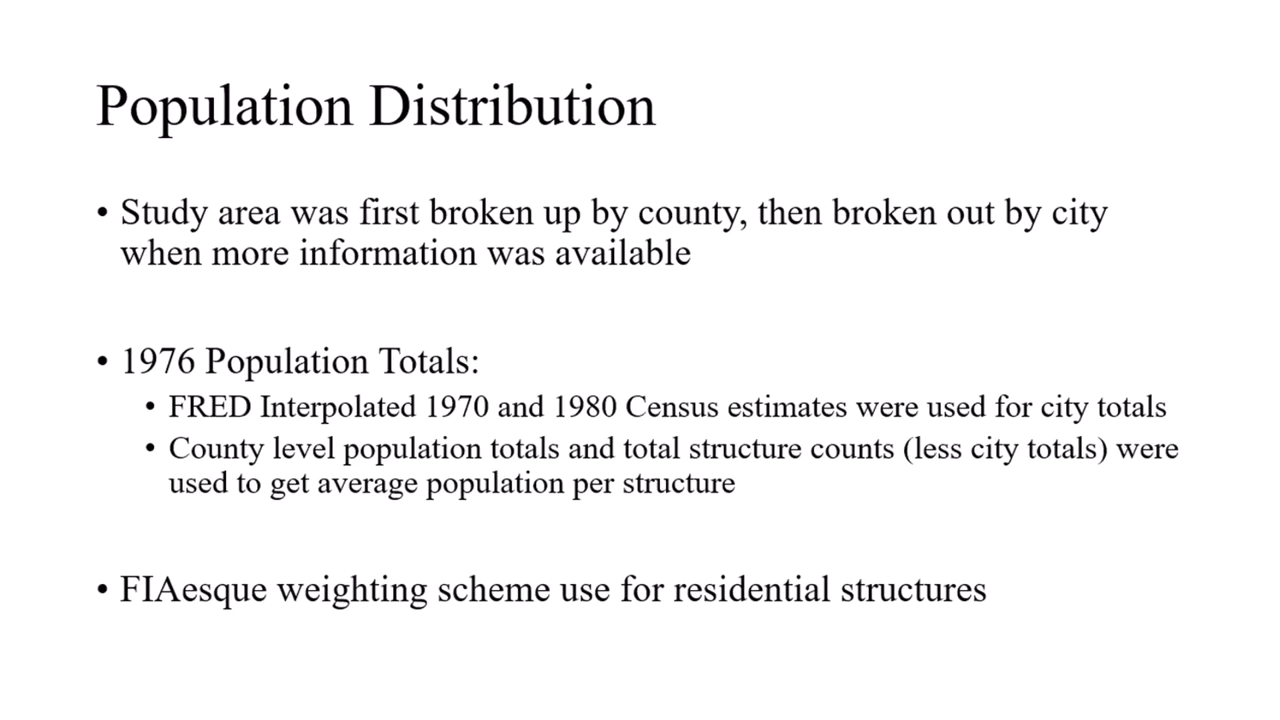 Population Distribution
• Study area was first broken up by county, then broken out by city
when more information was available
• 1976 Population Totals:
• FRED Interpolated 1970 and 1980 Census estimates were used for city totals
• County level population totals and total structure counts (less city totals) were
used to get average population per structure
• FIAesque weighting scheme use for residential structures